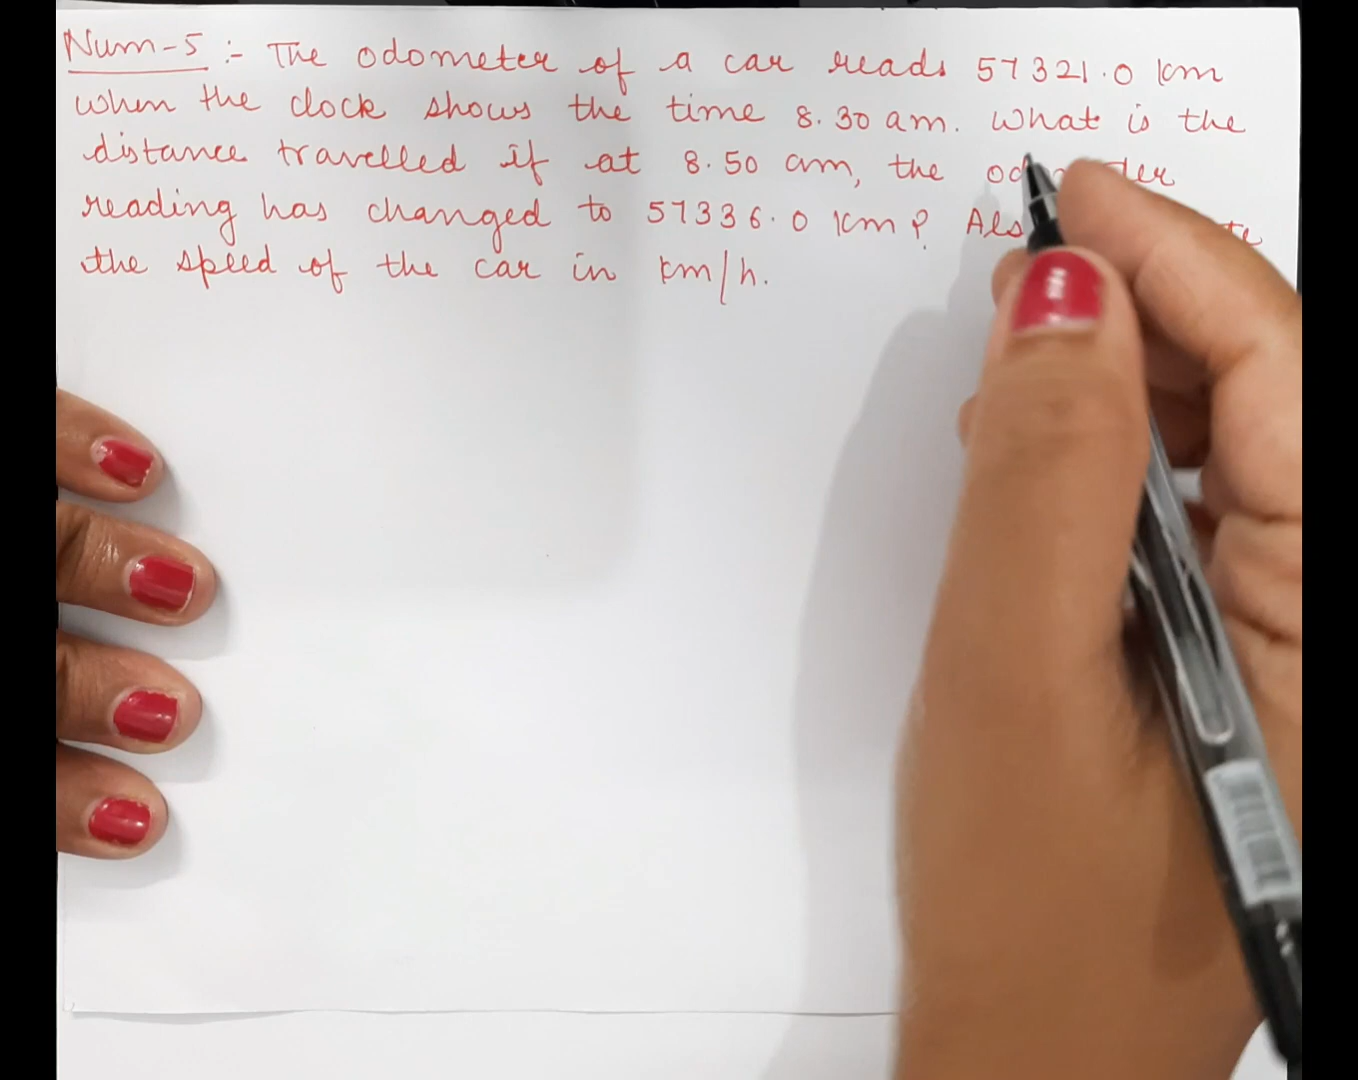 Num-5 :- The odometer of a car reads 57321.0 km
when the clock shows the time 8.30 am. What is the
distance travelled if at 8.50 am, the
reading has changed to 57336.0 km?
the speed of the car in km/h.